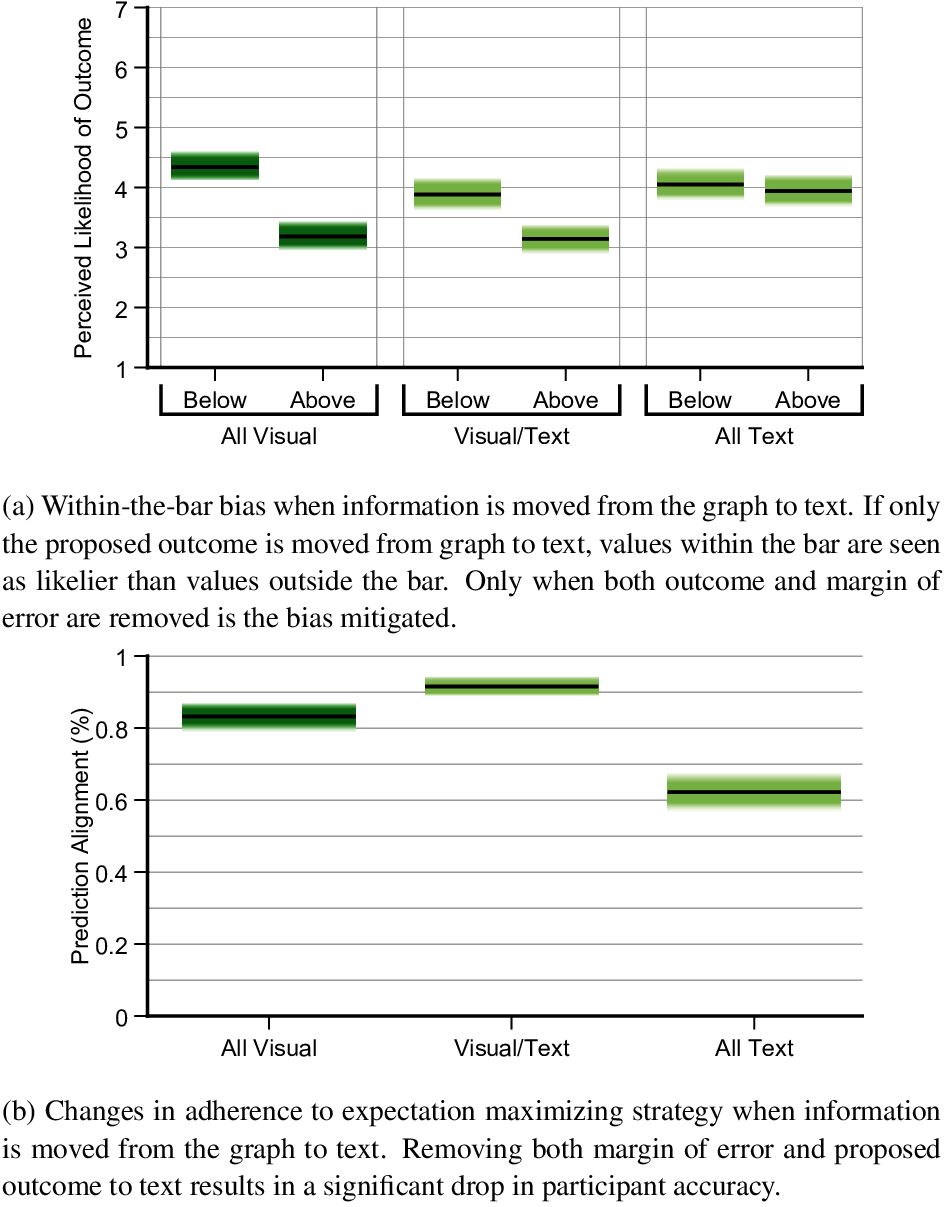 7
6
5
4
3
2
1
Perceived Likelihood of Outcome
Below Above Below Above Below Above
All Visual Visual/Text All Text
(a) Within-the-bar bias when information is moved from the graph to text. If only
the proposed outcome is moved from graph to text, values within the bar are seen
as likelier than values outside the bar. Only when both outcome and margin of
error are removed is the bias mitigated.
1
0.8
0.6
0.4
0.2
0
Prediction Alignment (%)
All Visual Visual/Text All Text
(b) Changes in adherence to expectation maximizing strategy when information
is moved from the graph to text. Removing both margin of error and proposed
outcome to text results in a significant drop in participant accuracy.